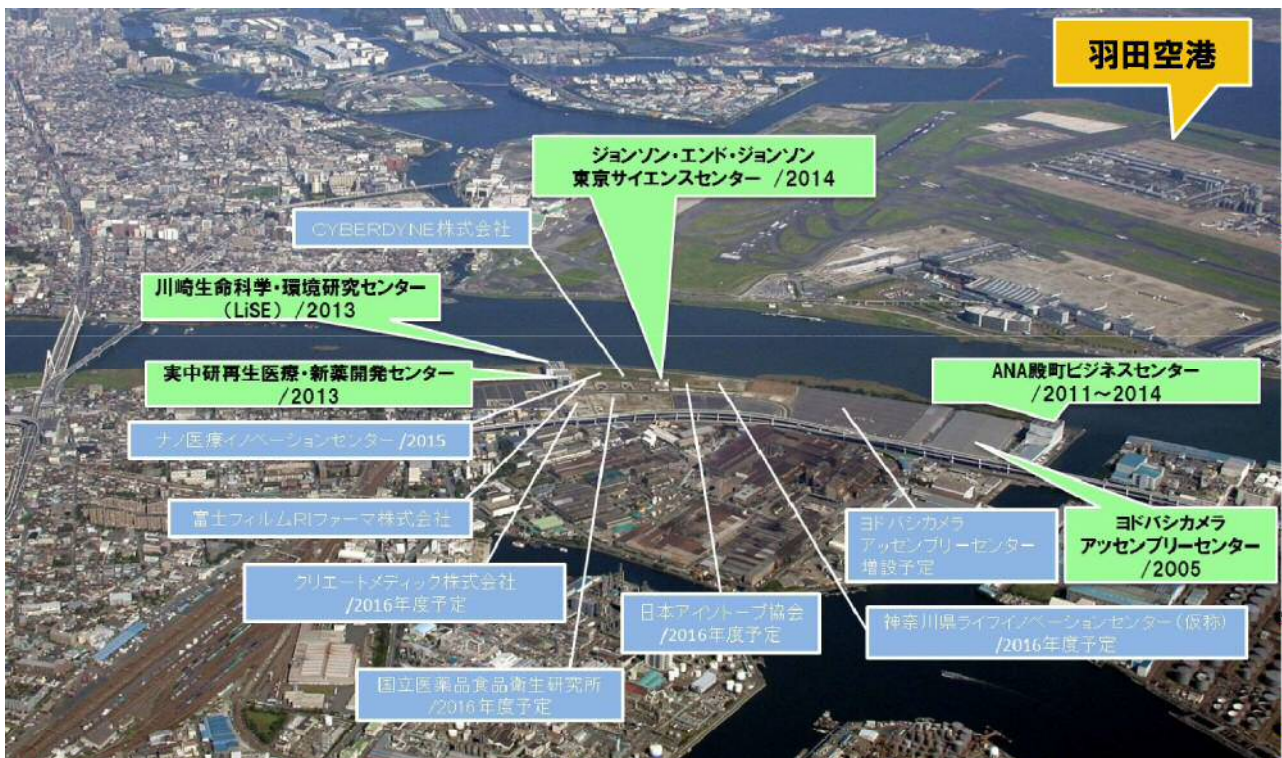 羽田空港
ジョンソン・エンド・ジョンソン
東京サイエンスセンター /2014
CYBERDYNE株式会社
川崎生命科学・環境研究センター
(LiSE) /2013
実中研再生医療・新薬開発センター
/2013
ANA殿町ビジネスセンター
/2011～2014
ナノ医療イノベーションセンター/2015
富士フィルムRIファーマ株式会社
ヨドバシカメラ
アッセンブリーセンター
増設予定
ヨドバシカメラ
アッセンブリーセンター
/2005
クリエートメディック株式会社
/2016年度予定
日本アイソトープ協会
/2016年度予定
神奈川県ライフイノベーションセンター(仮称)
/2016年度予定
国立医薬品食品衛生研究所
/2016年度予定